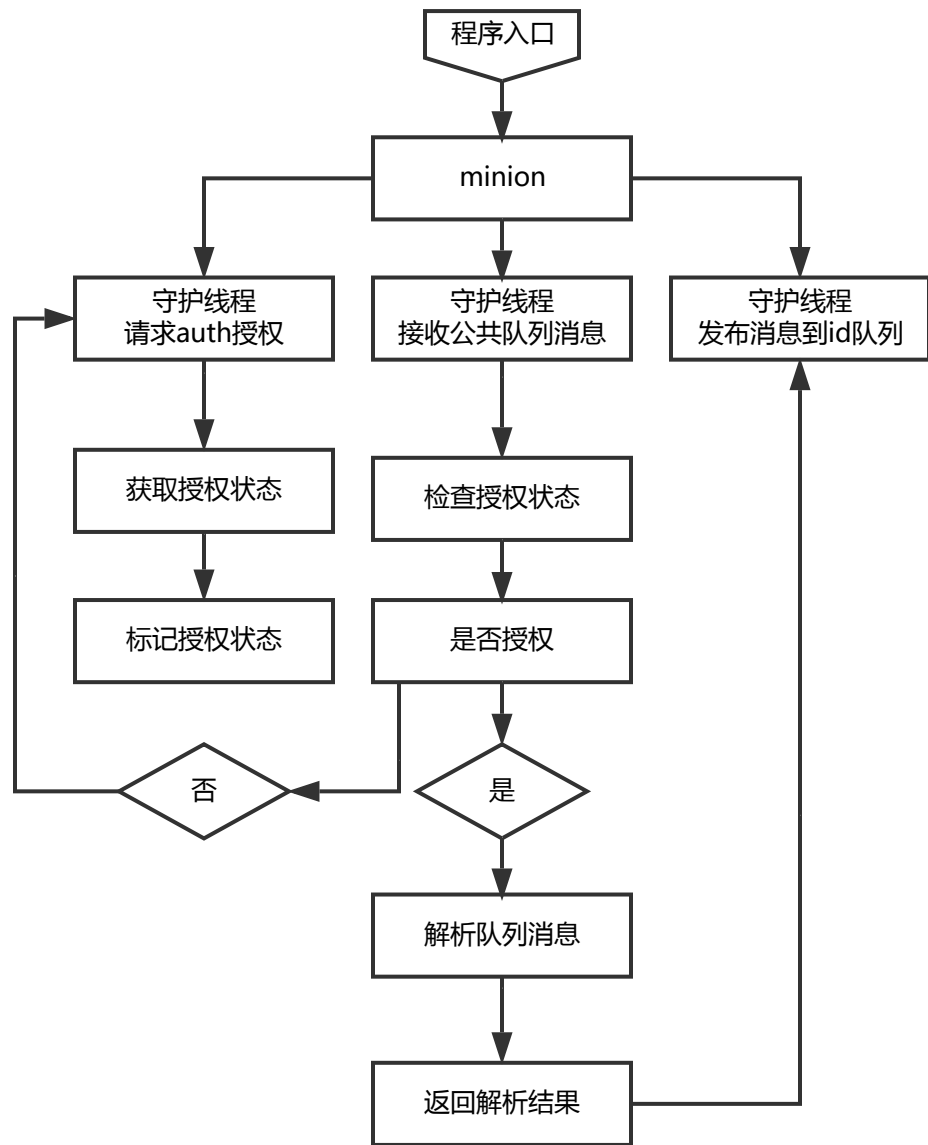 程序入口
minion
守护线程
请求auth授权
守护线程
接收公共队列消息
守护线程
发布消息到id队列
获取授权状态
检查授权状态
标记授权状态
是否授权
否
是
解析队列消息
返回解析结果